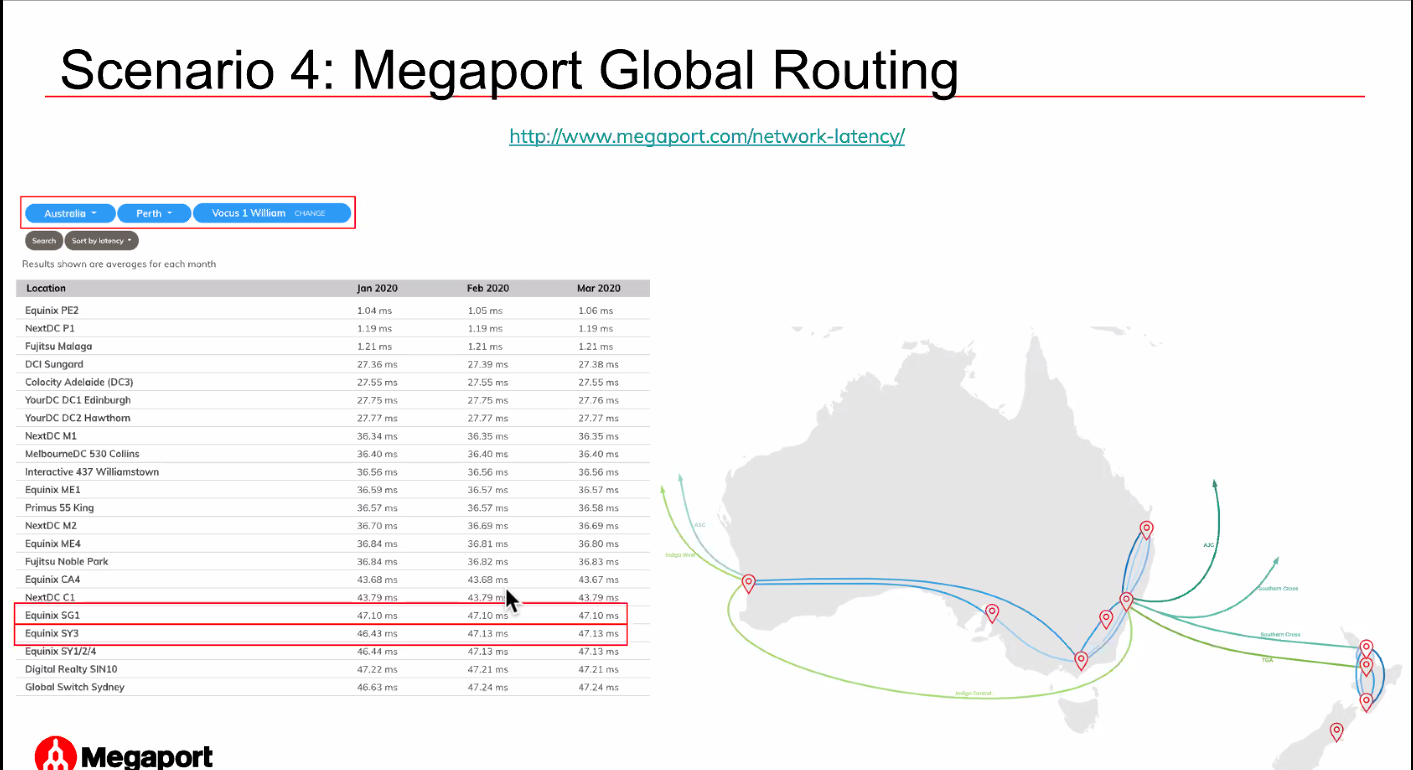 Scenario 4: Megaport Global Routing
http://www.megaport.com/network-latency/
Australia Perth Vocus 1 William CHANGE
Search Sort by latency
Results shown are averages for each month
Location Jan 2020 Feb 2020 Mar 2020
Equinix PE2 1.04 ms 1.05 ms 1.06 ms
NextDC P1 1.19 ms 1.19 ms 1.19 ms
Fujitsu Malaga 1.21 ms 1.21 ms 1.21 ms
DCI Sungard 27.36 ms 27.39 ms 27.38 ms
Colocity Adelaide (DC3) 27.55 ms 27.55 ms 27.55 ms
YourDC DC1 Edinburgh 27.75 ms 27.75 ms 27.76 ms
YourDC DC2 Hawthorn 27.77 ms 27.77 ms 27.77 ms
NextDC M1 36.34 ms 36.35 ms 36.35 ms
MelbourneDC 530 Collins 36.40 ms 36.40 ms 36.40 ms
Interactive 437 Williamstown 36.56 ms 36.56 ms 36.56 ms
Equinix ME1 36.59 ms 36.57 ms 36.57 ms
Primus 55 King 36.57 ms 36.57 ms 36.58 ms
NextDC M2 36.70 ms 36.69 ms 36.69 ms
Equinix ME4 36.84 ms 36.81 ms 36.80 ms
Fujitsu Noble Park 36.84 ms 36.82 ms 36.83 ms
Equinix CA4 43.68 ms 43.68 ms 43.67 ms
NextDC C1 43.79 ms 43.79 ms 43.79 ms
Equinix SG1 47.10 ms 47.10 ms 47.10 ms
Equinix SY3 46.43 ms 47.13 ms 47.13 ms
Equinix SY1/2/4 46.44 ms 47.13 ms 47.13 ms
Digital Realty SIN10 47.22 ms 47.21 ms 47.21 ms
Global Switch Sydney 46.63 ms 47.24 ms 47.24 ms
ASC
Indigo West
AJC
Southern Cross
Southern Cross
TGA
Indigo Central
Megaport